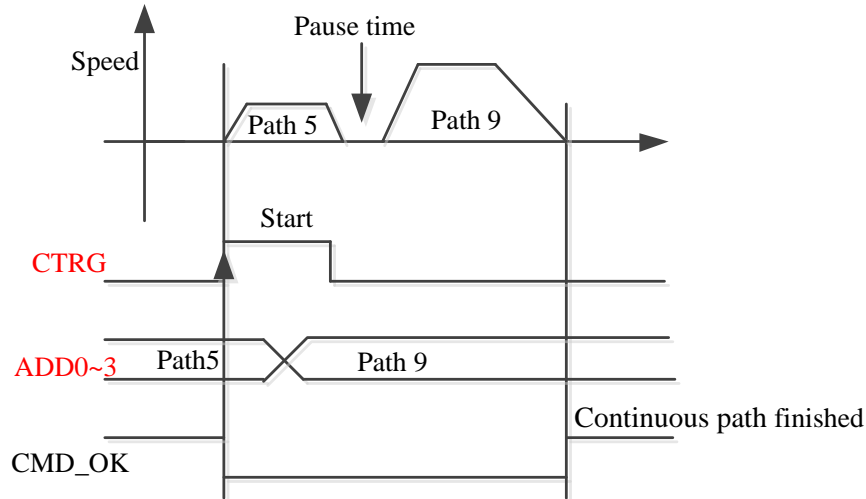 Pause time
Speed
Path 5
Path 9
Start
CTRG
ADD0~3
Path5
Path 9
Continuous path finished
CMD_OK